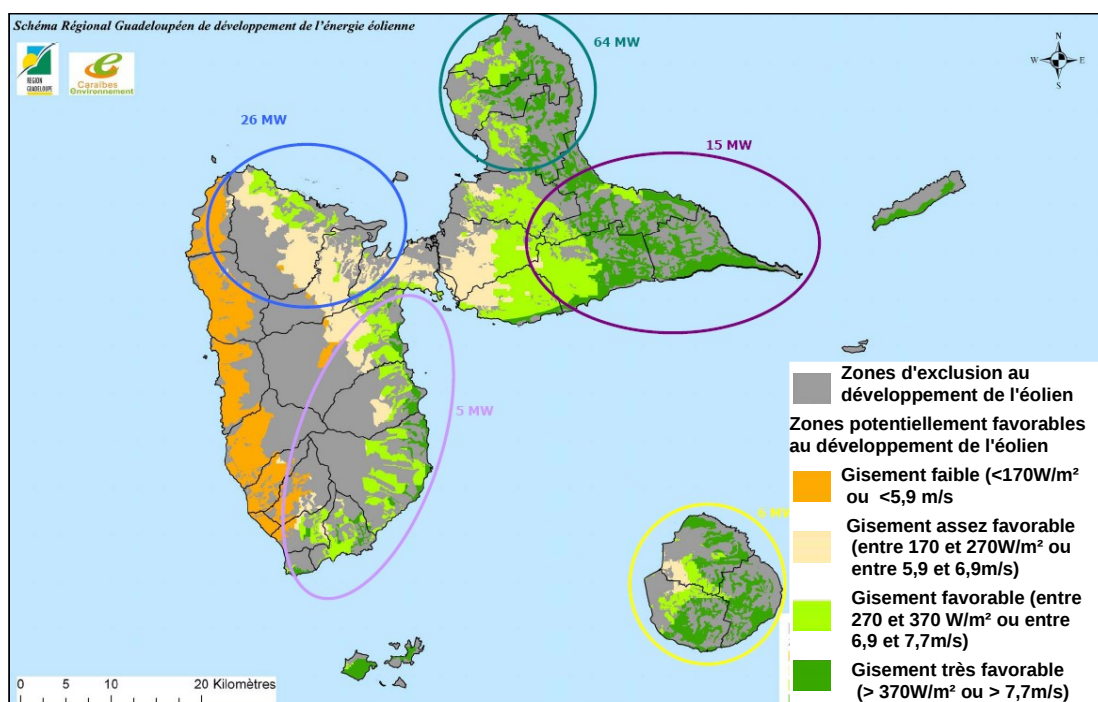 Schéma Régional Guadeloupéen de développement de l'énergie éolienne
REGION
GUADELOUPE
Caraïbes
environnement
64 MW
N
W
E
S
26 MW
15 MW
5 MW
6 MW
Zones d'exclusion au
développement de l'éolien
Zones potentiellement favorables
au développement de l'éolien
Gisement faible (<170W/m²
ou <5,9 m/s
Gisement assez favorable
(entre 170 et 270W/m² ou
entre 5,9 et 6,9m/s)
Gisement favorable (entre
270 et 370 W/m² ou entre
6,9 et 7,7m/s)
Gisement très favorable
(> 370W/m² ou > 7,7m/s)
0 5 10 20 Kilomètres